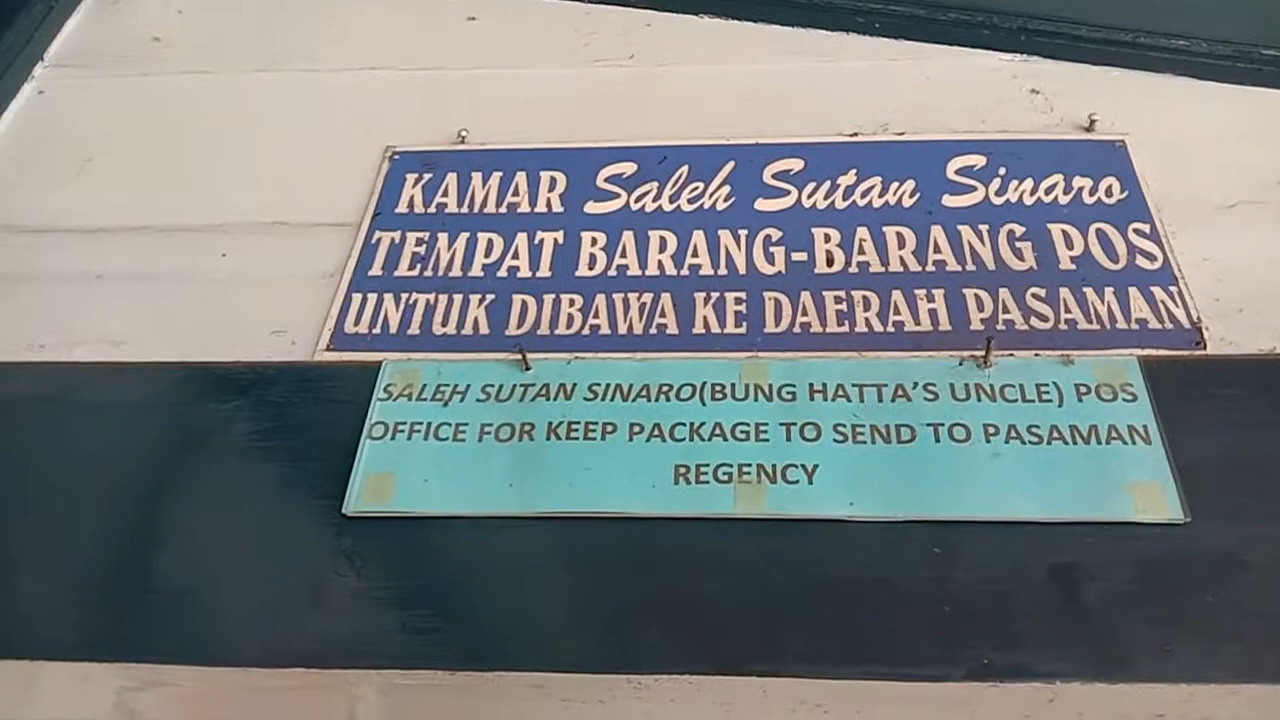 KAMAR Saleh Sutan Sinaro
TEMPAT BARANG-BARANG POS
UNTUK DIBAWA KE DAERAH PASAMAN
SALEH SUTAN SINARO(BUNG HATTA'S UNCLE) POS
OFFICE FOR KEEP PACKAGE TO SEND TO PASAMAN
REGENCY